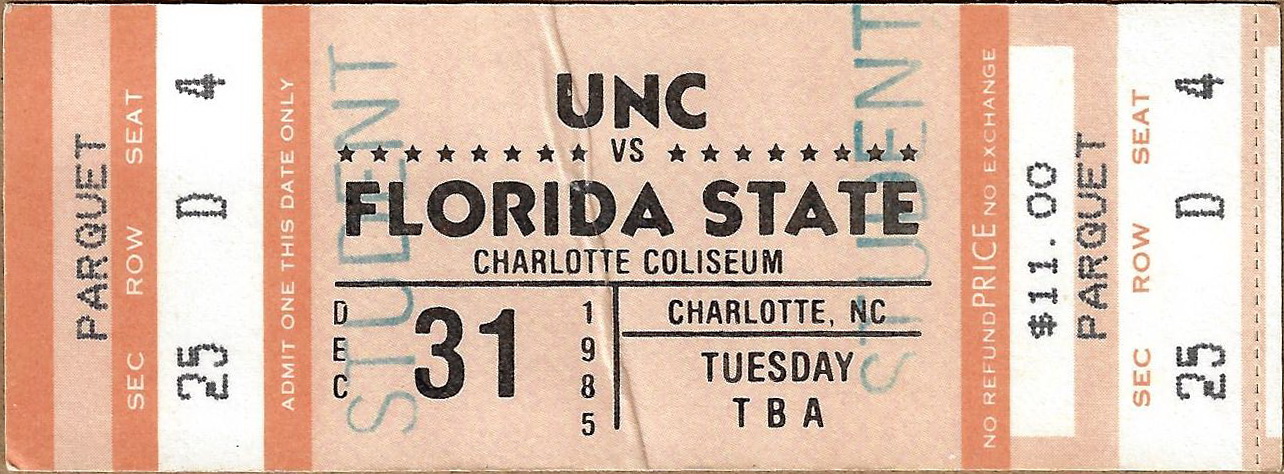 PARQUET
SEC ROW SEAT
25 D 4
ADMIT ONE THIS DATE ONLY
STUDENT
UNC
VS
FLORIDA STATE
CHARLOTTE COLISEUM
DEC 31 1985
CHARLOTTE, NC
TUESDAY
TBA
STUDENT
NO REFUND PRICE NO EXCHANGE
$11.00
PARQUET
SEC ROW SEAT
25 D 4